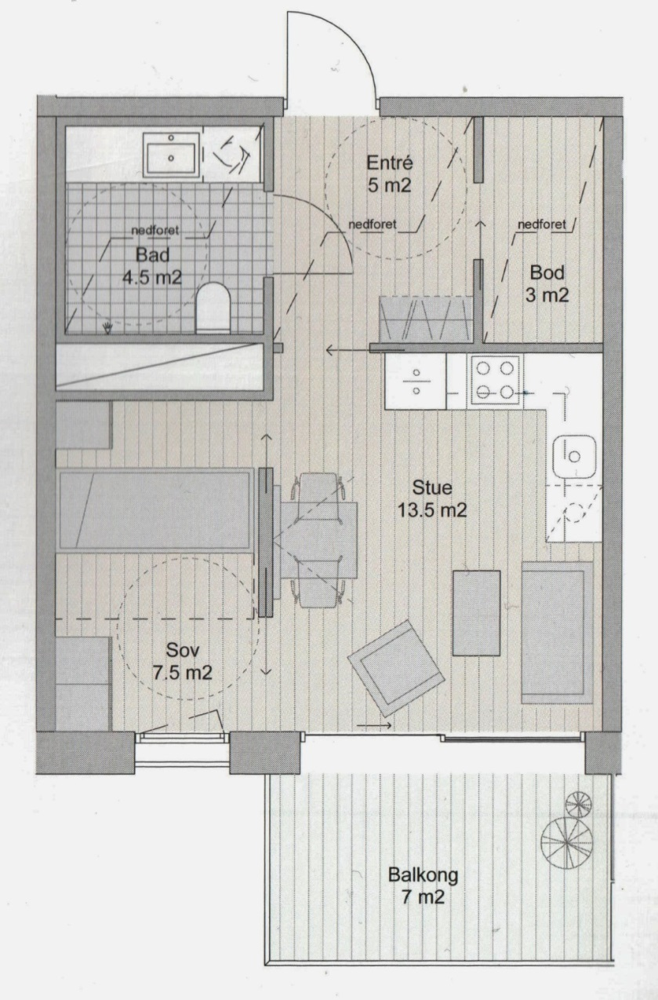 Entré
5 m2
nedforet
nedforet
nedforet
Bad
4.5 m2
Bod
3 m2
Stue
13.5 m2
Sov
7.5 m2
Balkong
7 m2